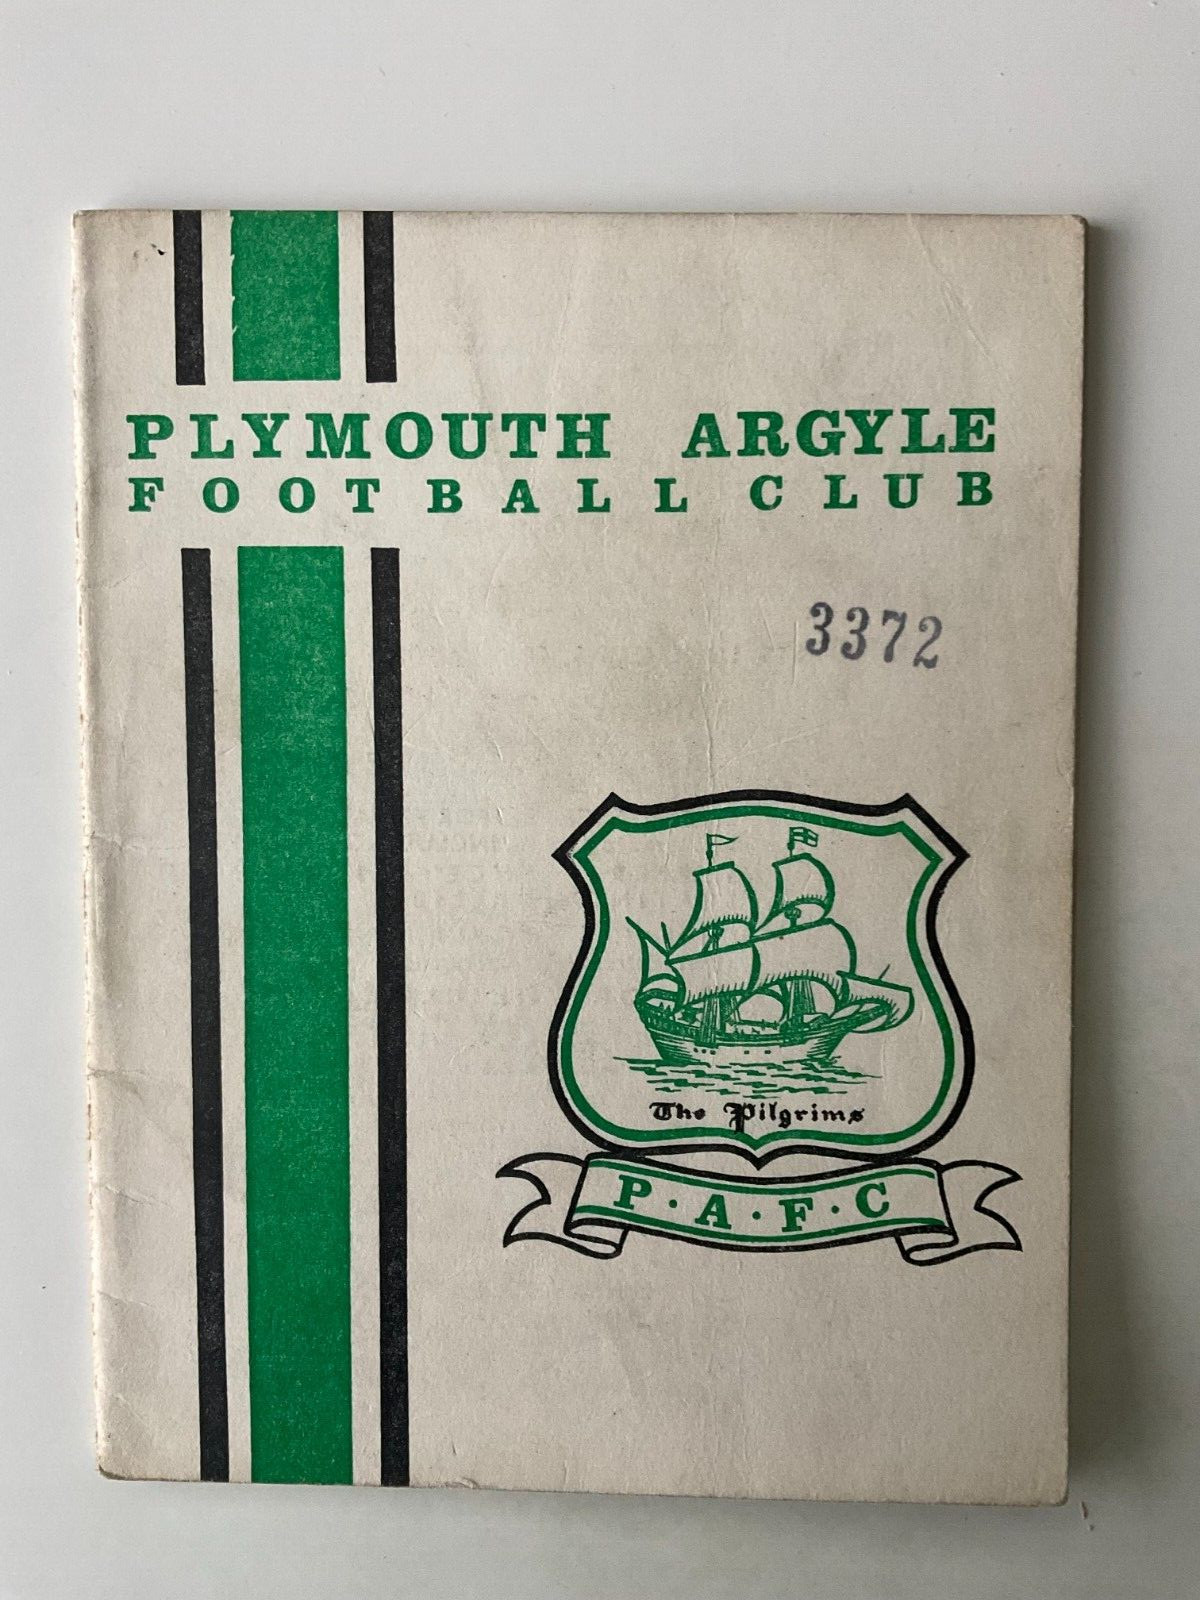 PLYMOUTH ARGYLE
FOOTBALL CLUB
3372
The Pilgrims
P·A·F·C